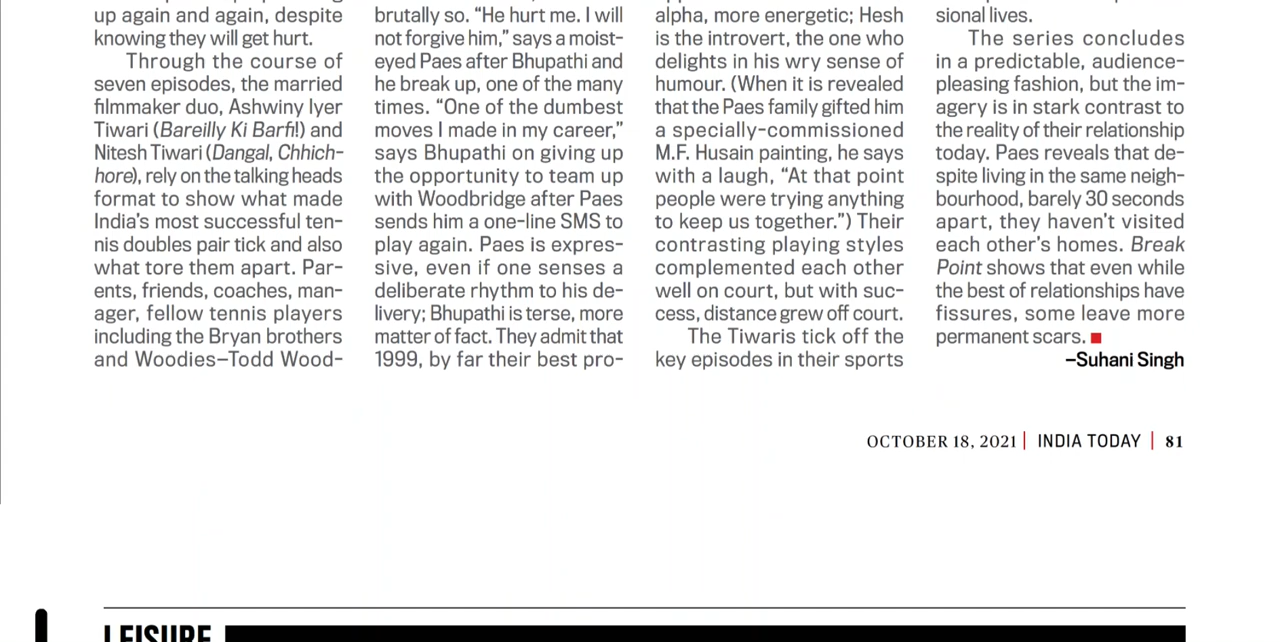 up again and again, despite
knowing they will get hurt.
Through the course of
seven episodes, the married
filmmaker duo, Ashwiny Iyer
Tiwari (Bareilly Ki Barfi!) and
Nitesh Tiwari (Dangal, Chhich-
hore), rely on the talking heads
format to show what made
India's most successful ten-
nis doubles pair tick and also
what tore them apart. Par-
ents, friends, coaches, man-
ager, fellow tennis players
including the Bryan brothers
and Woodies–Todd Wood-
brutally so. “He hurt me. I will
not forgive him,” says a moist-
eyed Paes after Bhupathi and
he break up, one of the many
times. “One of the dumbest
moves I made in my career,”
says Bhupathi on giving up
the opportunity to team up
with Woodbridge after Paes
sends him a one-line SMS to
play again. Paes is expres-
sive, even if one senses a
deliberate rhythm to his de-
livery; Bhupathi is terse, more
matter of fact. They admit that
1999, by far their best pro-
alpha, more energetic; Hesh
is the introvert, the one who
delights in his wry sense of
humour. (When it is revealed
that the Paes family gifted him
a specially-commissioned
M.F. Husain painting, he says
with a laugh, “At that point
people were trying anything
to keep us together.”) Their
contrasting playing styles
complemented each other
well on court, but with suc-
cess, distance grew off court.
The Tiwaris tick off the
key episodes in their sports
sional lives.
The series concludes
in a predictable, audience-
pleasing fashion, but the im-
agery is in stark contrast to
the reality of their relationship
today. Paes reveals that de-
spite living in the same neigh-
bourhood, barely 30 seconds
apart, they haven't visited
each other's homes. Break
Point shows that even while
the best of relationships have
fissures, some leave more
permanent scars.
–Suhani Singh
OCTOBER 18, 2021 | INDIA TODAY | 81
LEISURE